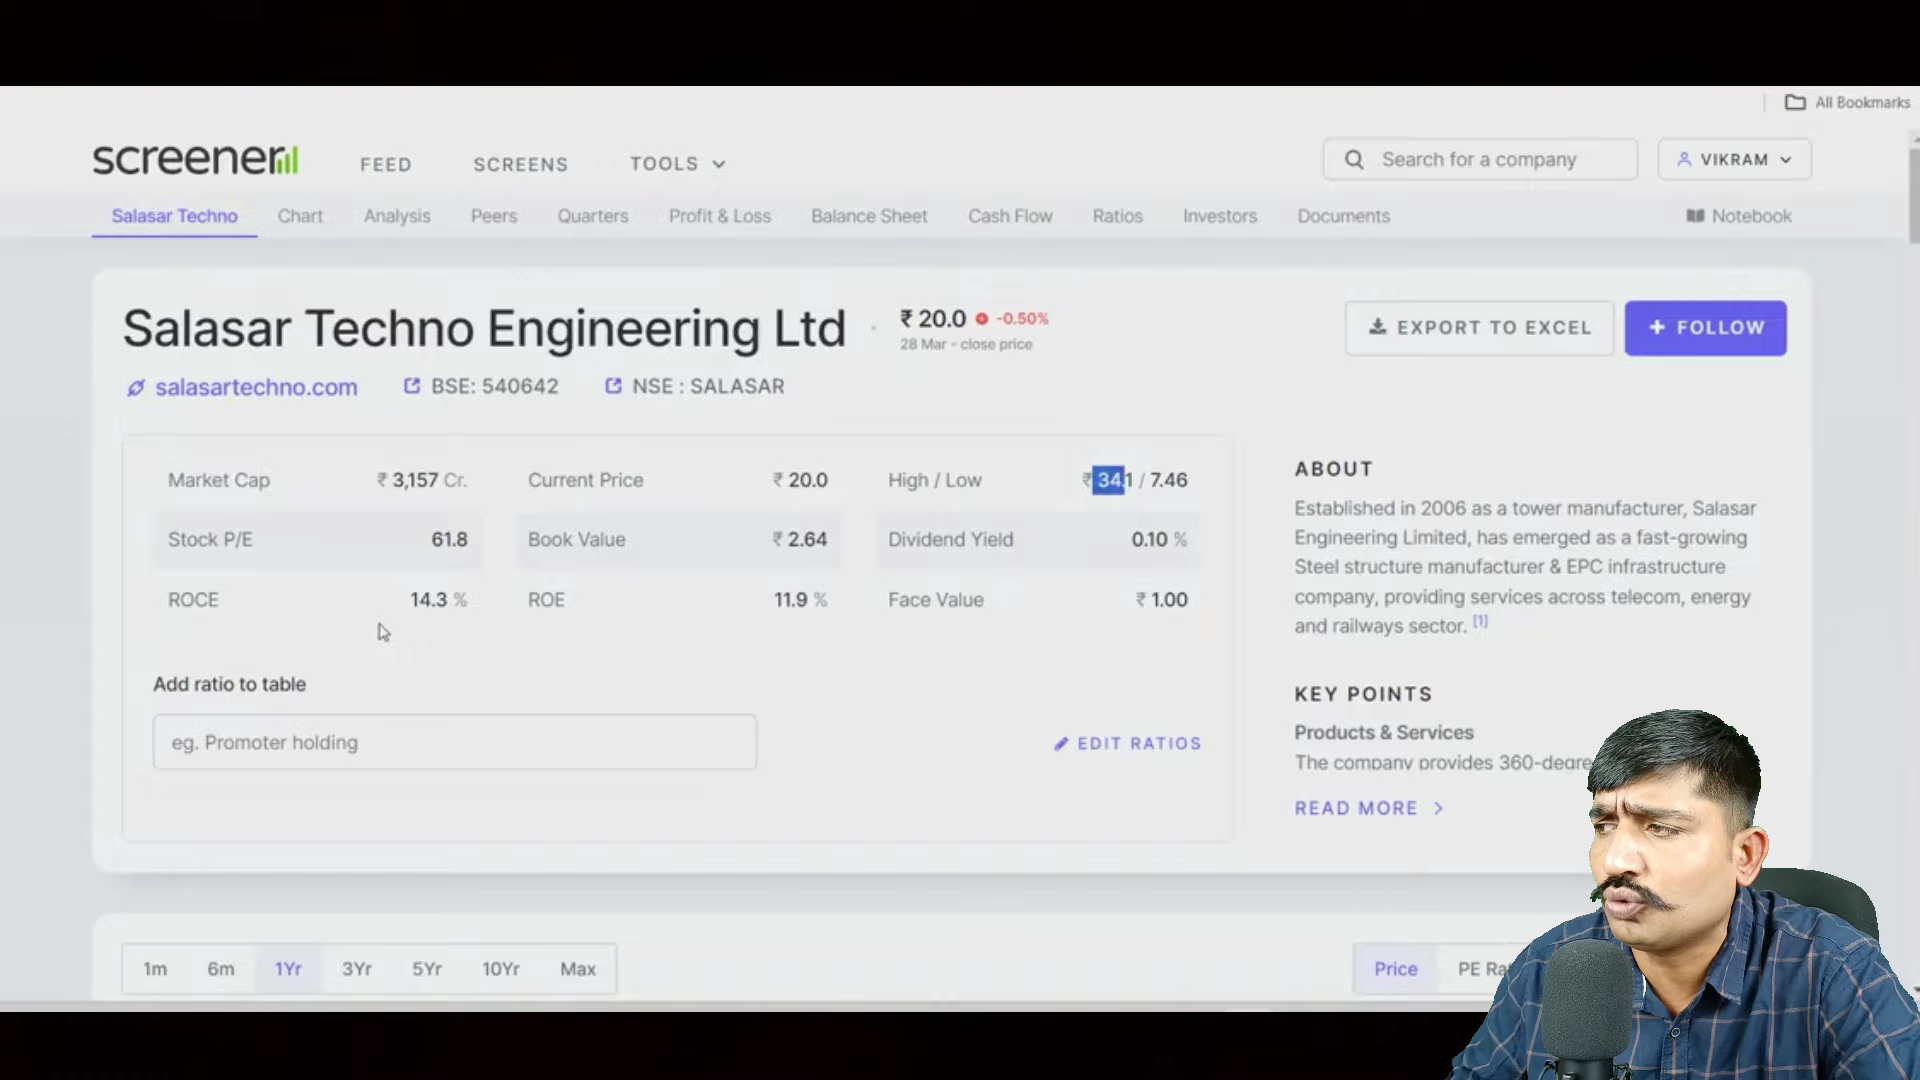 All Bookmarks
screener
FEED
SCREENS
TOOLS
Search for a company
VIKRAM
Salasar Techno
Chart
Analysis
Peers
Quarters
Profit & Loss
Balance Sheet
Cash Flow
Ratios
Investors
Documents
Notebook
Salasar Techno Engineering Ltd
₹ 20.0 -0.50%
28 Mar - close price
EXPORT TO EXCEL
+ FOLLOW
salasartechno.com
BSE: 540642
NSE : SALASAR
Market Cap ₹ 3,157 Cr.
Current Price ₹ 20.0
High / Low ₹ 34.1 / 7.46
Stock P/E 61.8
Book Value ₹ 2.64
Dividend Yield 0.10 %
ROCE 14.3 %
ROE 11.9 %
Face Value ₹ 1.00
Add ratio to table
eg. Promoter holding
EDIT RATIOS
ABOUT
Established in 2006 as a tower manufacturer, Salasar
Engineering Limited, has emerged as a fast-growing
Steel structure manufacturer & EPC infrastructure
company, providing services across telecom, energy
and railways sector. [1]
KEY POINTS
Products & Services
The company provides 360-degre
READ MORE
1m
6m
1Yr
3Yr
5Yr
10Yr
Max
Price
PE Ra